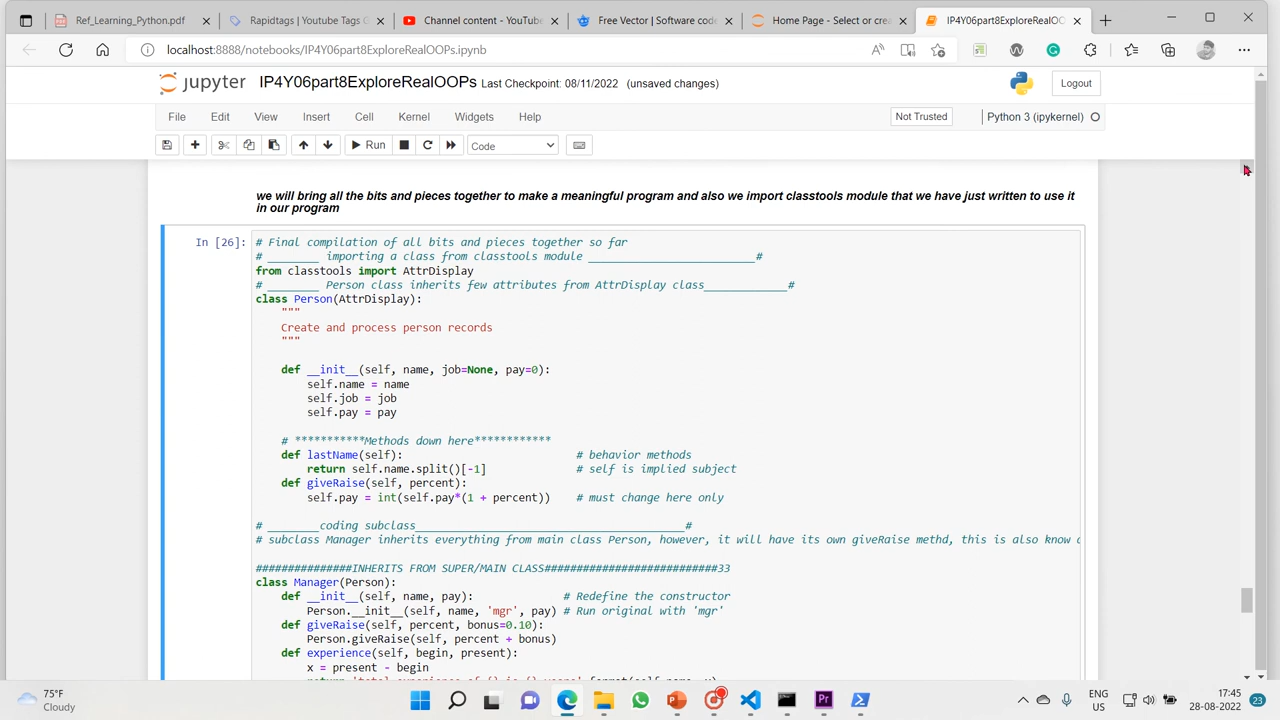 Ref_Learning_Python.pdf
Rapidtags | Youtube Tags G
Channel content - YouTube
Free Vector | Software code
Home Page - Select or crea
IP4Y06part8ExploreRealOOP
localhost:8888/notebooks/IP4Y06part8ExploreRealOOPs.ipynb
jupyter IP4Y06part8ExploreRealOOPs Last Checkpoint: 08/11/2022 (unsaved changes)
Logout
File Edit View Insert Cell Kernel Widgets Help
Not Trusted
Python 3 (ipykernel)
Run
Code
we will bring all the bits and pieces together to make a meaningful program and also we import classtools module that we have just written to use it
in our program
In [26]:
# Final compilation of all bits and pieces together so far
# ________ importing a class from classtools module __________________________#
from classtools import AttrDisplay
# ________ Person class inherits few attributes from AttrDisplay class_____________#
class Person(AttrDisplay):
"""
Create and process person records
"""
def __init__(self, name, job=None, pay=0):
self.name = name
self.job = job
self.pay = pay
# ***********Methods down here************
def lastName(self): # behavior methods
return self.name.split()[-1] # self is implied subject
def giveRaise(self, percent):
self.pay = int(self.pay*(1 + percent)) # must change here only
# ________coding subclass__________________________________________#
# subclass Manager inherits everything from main class Person, however, it will have its own giveRaise methd, this is also know
###############INHERITS FROM SUPER/MAIN CLASS###########################33
class Manager(Person):
def __init__(self, name, pay): # Redefine the constructor
Person.__init__(self, name, 'mgr', pay) # Run original with 'mgr'
def giveRaise(self, percent, bonus=0.10):
Person.giveRaise(self, percent + bonus)
def experience(self, begin, present):
x = present - begin
75°F
Cloudy
ENG
US
17:45
28-08-2022
23